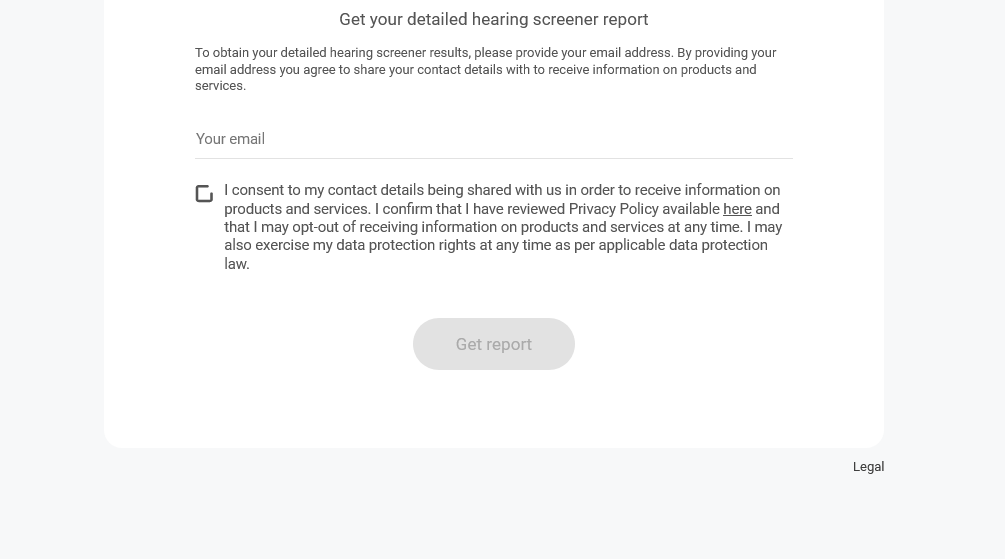 Get your detailed hearing screener report
To obtain your detailed hearing screener results, please provide your email address. By providing your
email address you agree to share your contact details with to receive information on products and
services.
Your email
I consent to my contact details being shared with us in order to receive information on
products and services. I confirm that I have reviewed Privacy Policy available here and
that I may opt-out of receiving information on products and services at any time. I may
also exercise my data protection rights at any time as per applicable data protection
law.
Get report
Legal